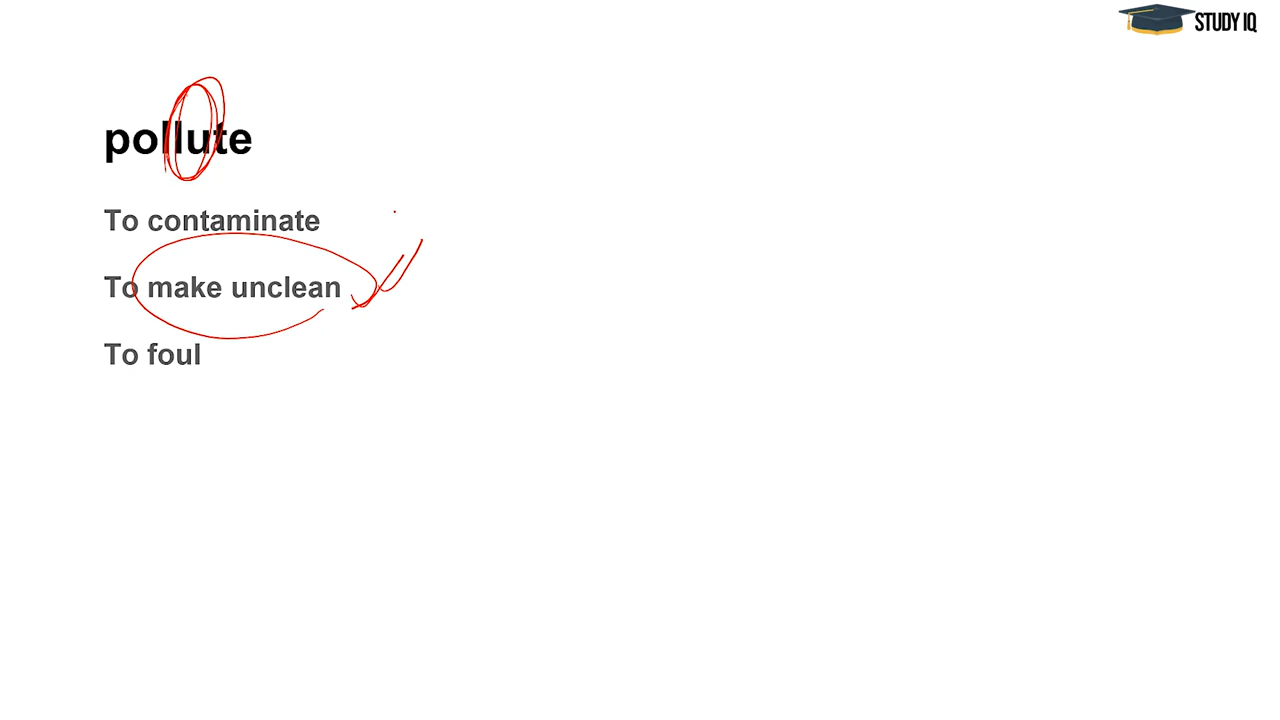 STUDY IQ
pollute
To contaminate
To make unclean
To foul